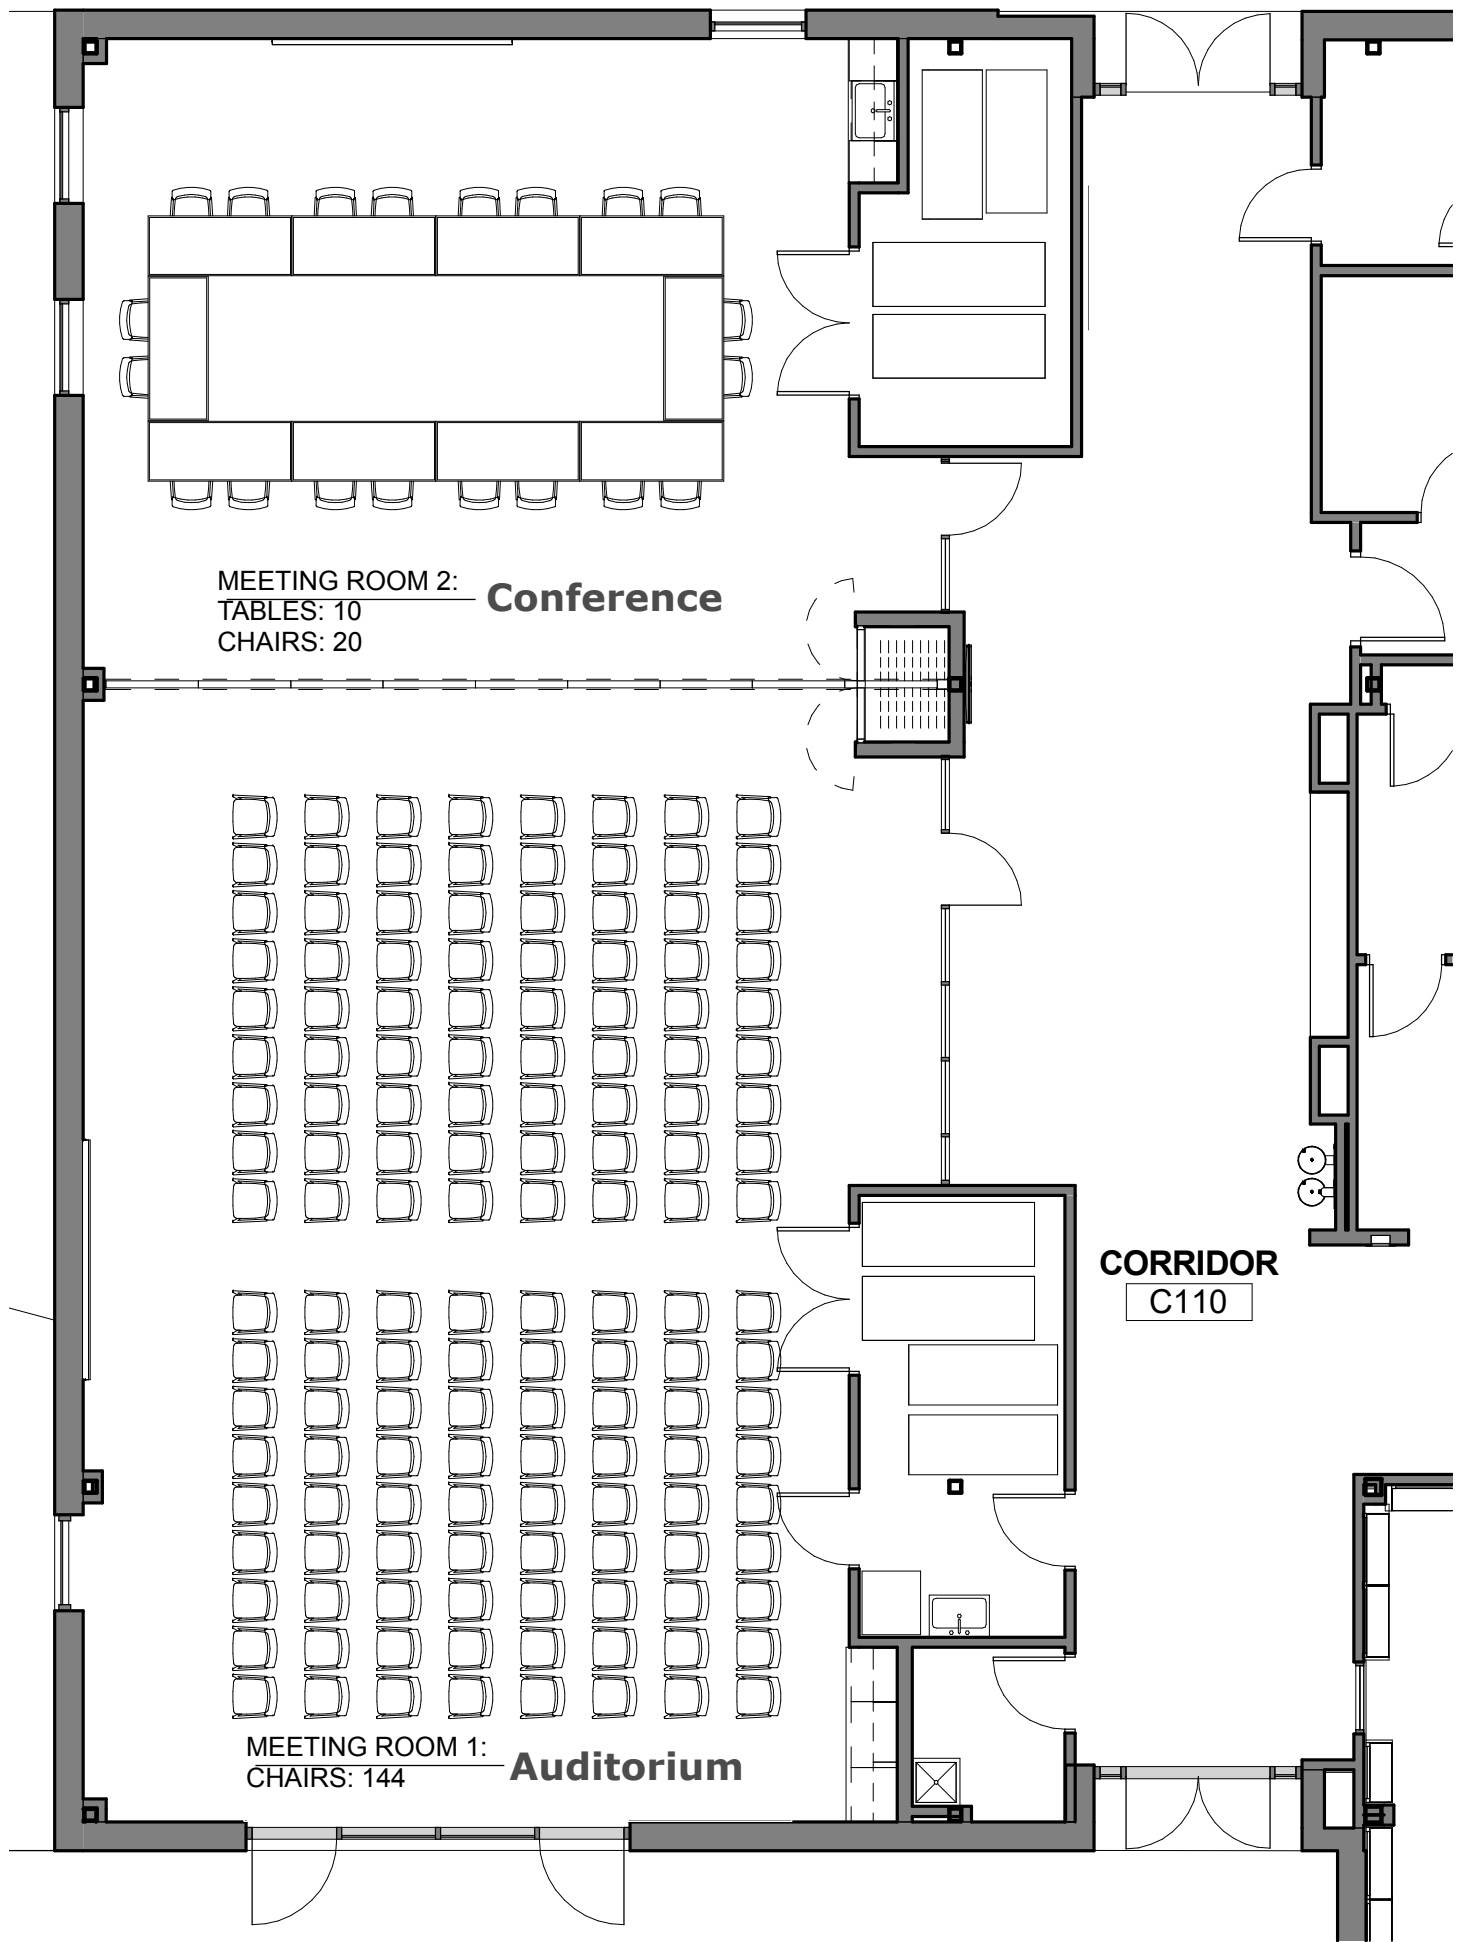 MEETING ROOM 2:
TABLES: 10
CHAIRS: 20
Conference
CORRIDOR
C110
MEETING ROOM 1:
CHAIRS: 144
Auditorium